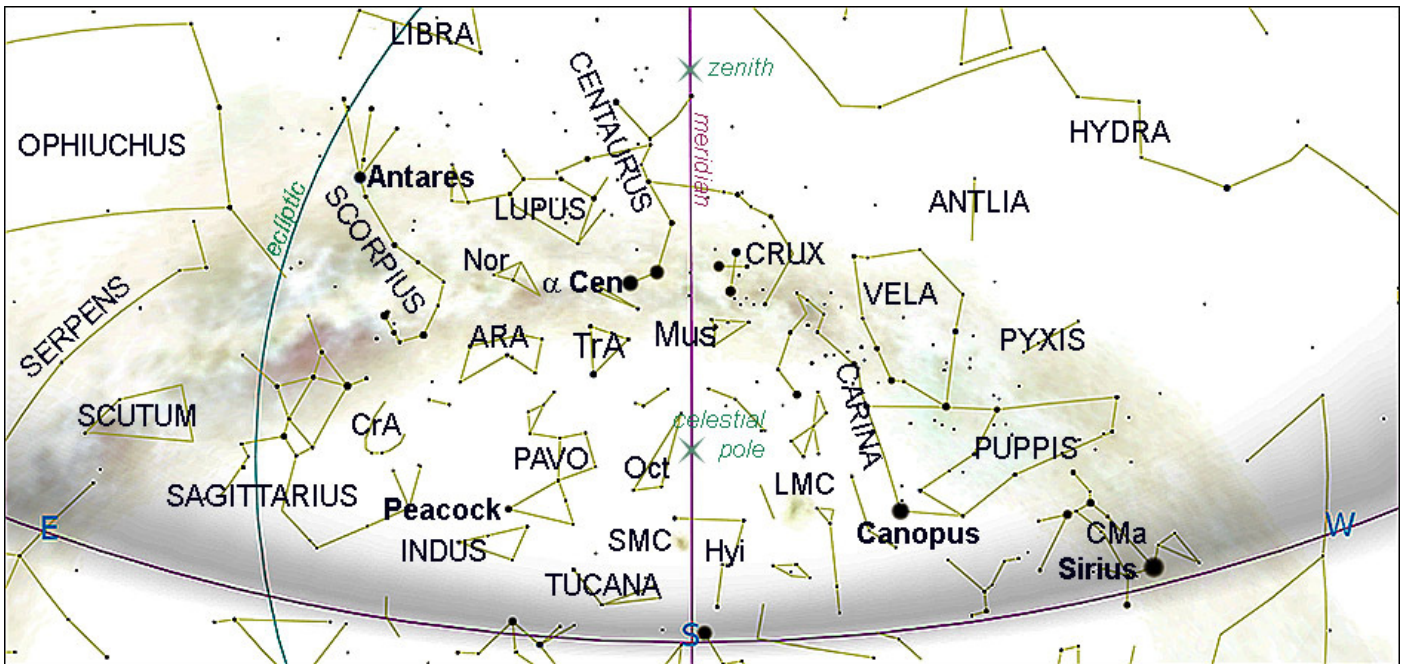 LIBRA
zenith
CENTAURUS
meridian
HYDRA
OPHIUCHUS
Antares
ecliptic
SCORPIUS
LUPUS
ANTLIA
Nor
α Cen
CRUX
VELA
SERPENS
ARA
TrA
Mus
PYXIS
CARINA
SCUTUM
CrA
celestial
pole
PAVO
Oct
PUPPIS
SAGITTARIUS
LMC
Peacock
Canopus
E
W
INDUS
SMC
Hyi
CMa
Sirius
TUCANA
S